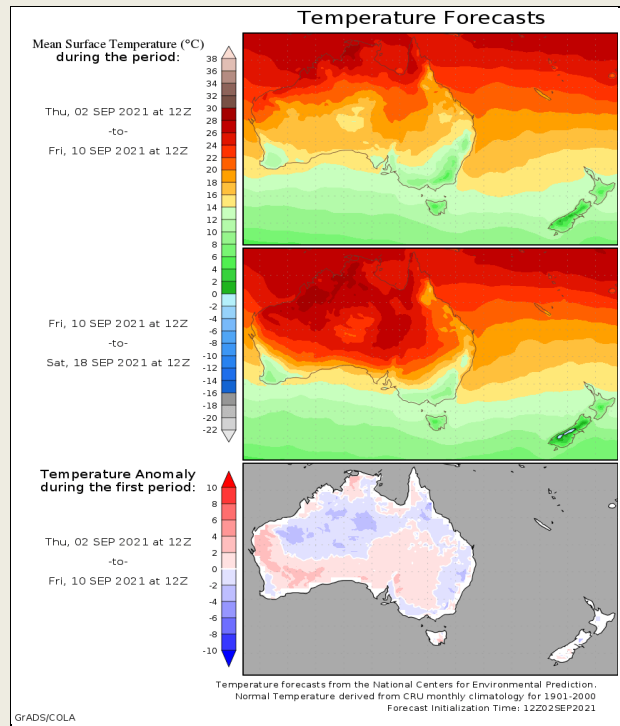 Temperature Forecasts
Mean Surface Temperature (°C)
during the period:
Thu, 02 SEP 2021 at 12Z
-to-
Fri, 10 SEP 2021 at 12Z
38
36
34
32
30
28
26
24
22
20
18
16
14
12
10
8
6
4
2
0
-2
-4
-6
-8
-10
-12
-14
-16
-18
-20
-22
Fri, 10 SEP 2021 at 12Z
-to-
Sat, 18 SEP 2021 at 12Z
Temperature Anomaly
during the first period:
Thu, 02 SEP 2021 at 12Z
-to-
Fri, 10 SEP 2021 at 12Z
10
8
6
4
2
0
-2
-4
-6
-8
-10
Temperature forecasts from the National Centers for Environmental Prediction.
Normal Temperature derived from CRU monthly climatology for 1901-2000
Forecast Initialization Time: 12Z02SEP2021
GrADS/COLA